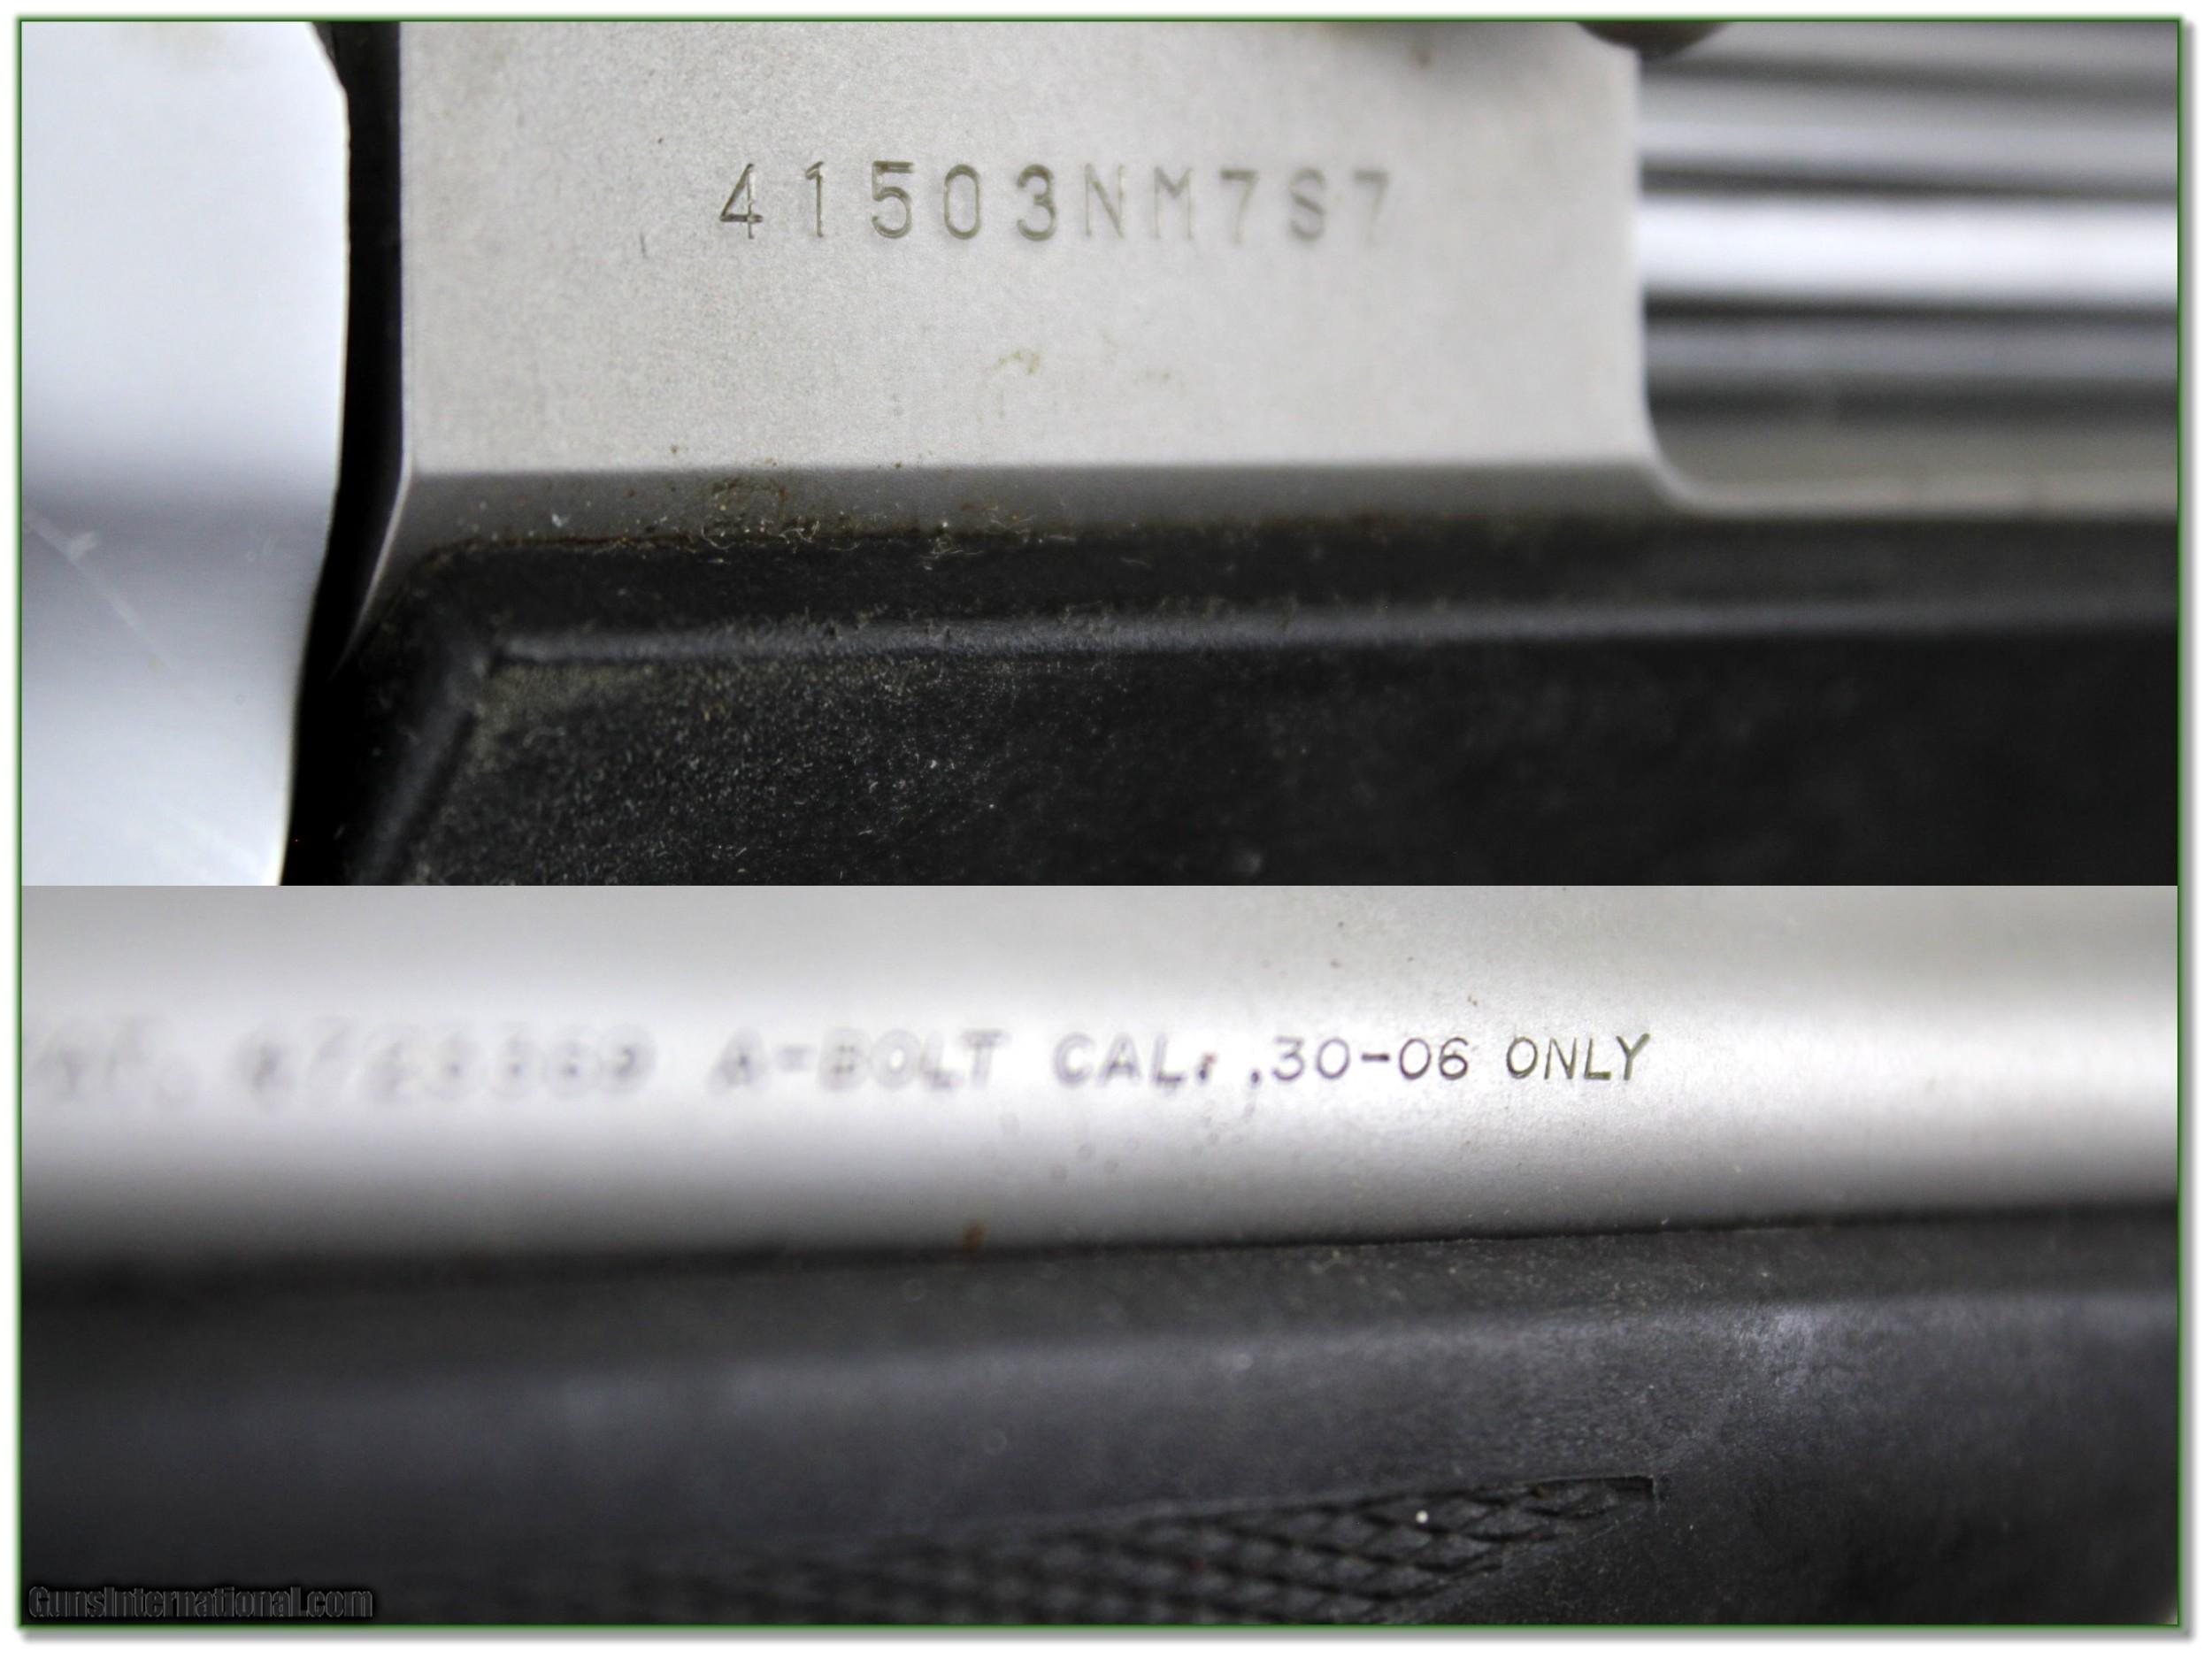 41503NM7S7
A-BOLT CAL. .30-06 ONLY
GunsInternational.com